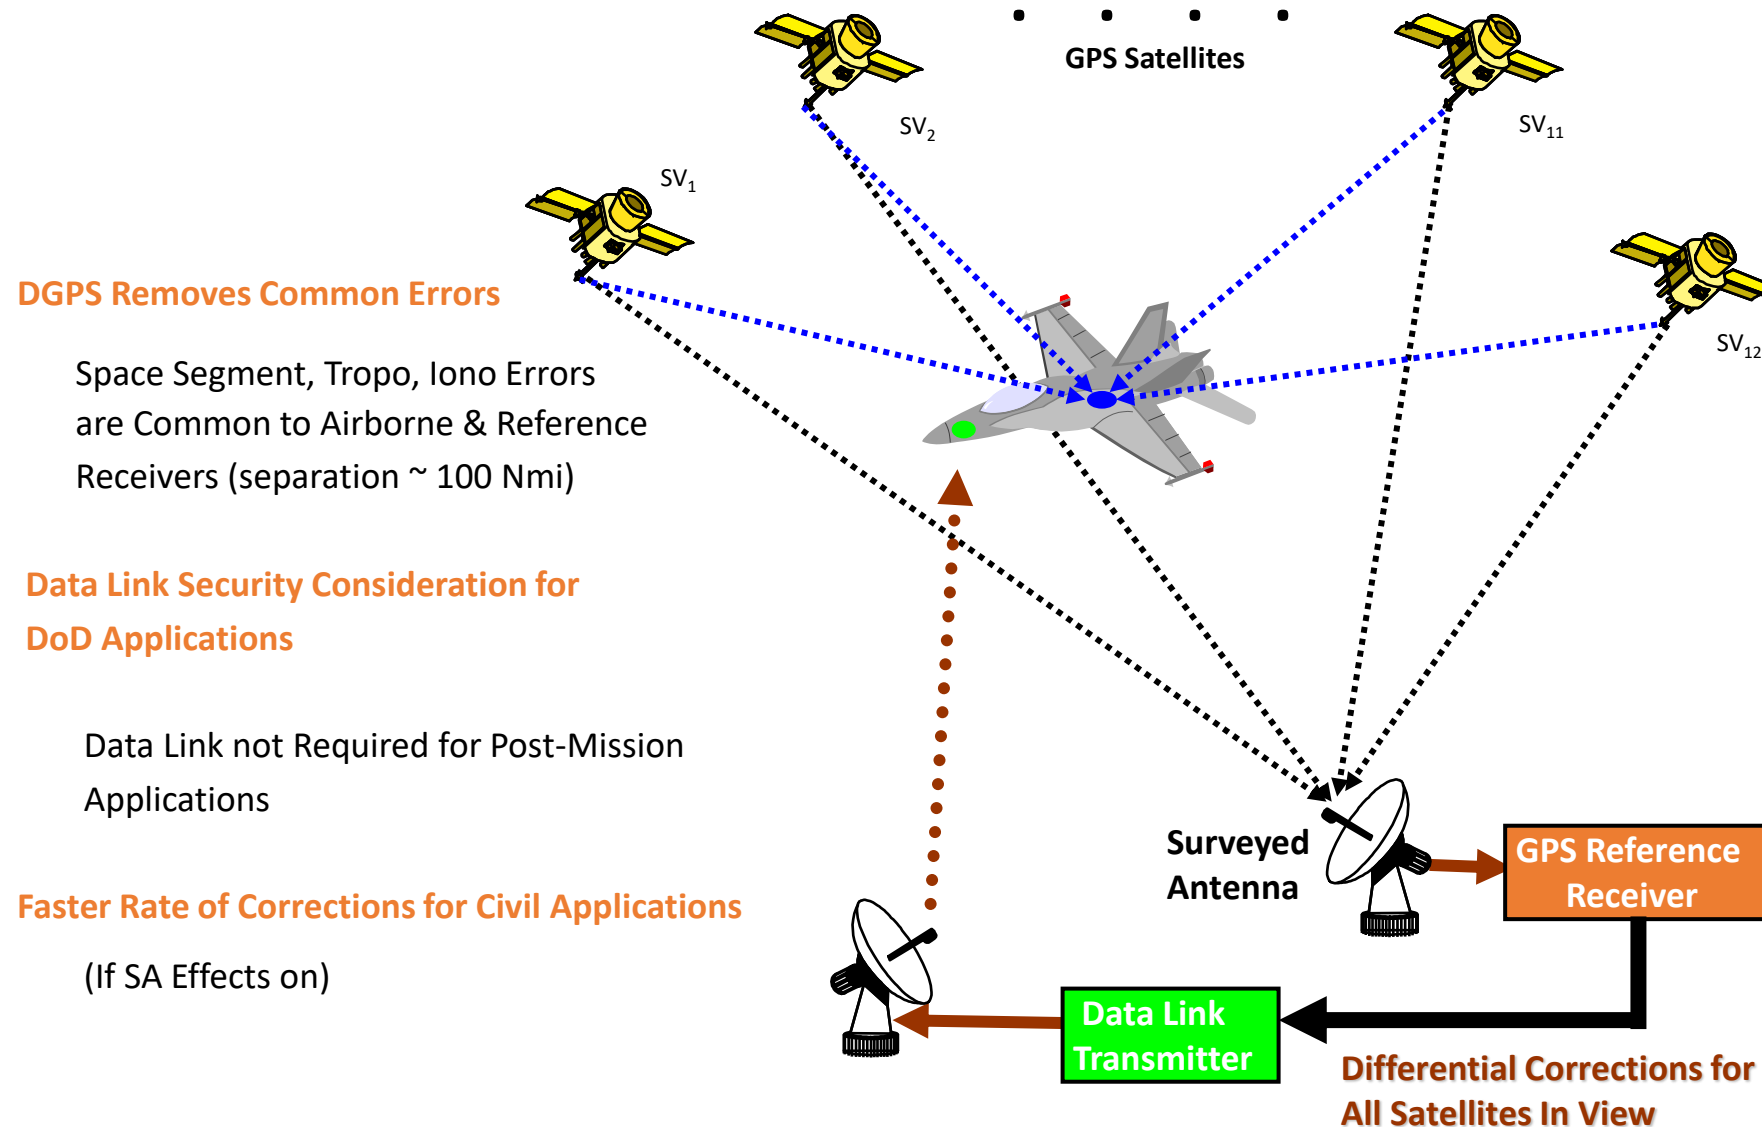 GPS Satellites
SV₂
SV₁₁
SV₁
SV₁₂
DGPS Removes Common Errors
Space Segment, Tropo, Iono Errors
are Common to Airborne & Reference
Receivers (separation ~ 100 Nmi)
Data Link Security Consideration for
DoD Applications
Data Link not Required for Post-Mission
Applications
Faster Rate of Corrections for Civil Applications
(If SA Effects on)
Surveyed
Antenna
GPS Reference
Receiver
Data Link
Transmitter
Differential Corrections for
All Satellites In View